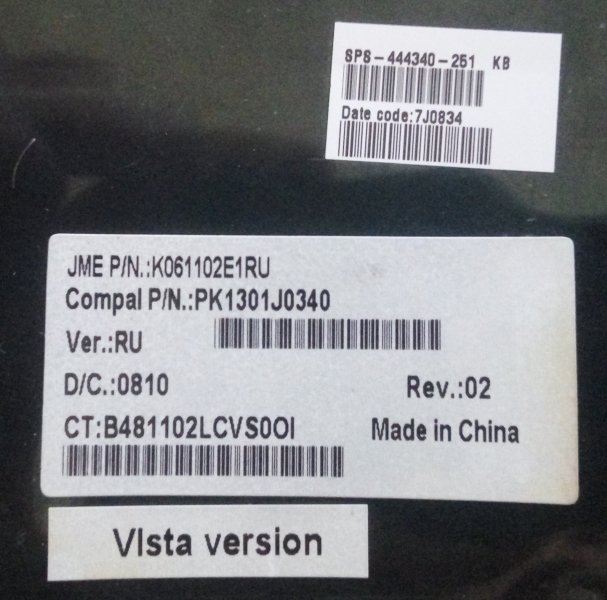 SPS-444340-251 KB
Date code:7J0834
JME P/N.:K061102E1RU
Compal P/N.:PK1301J0340
Ver.:RU
D/C.:0810 Rev.:02
CT:B481102LCVS0OI Made in China
VIsta version